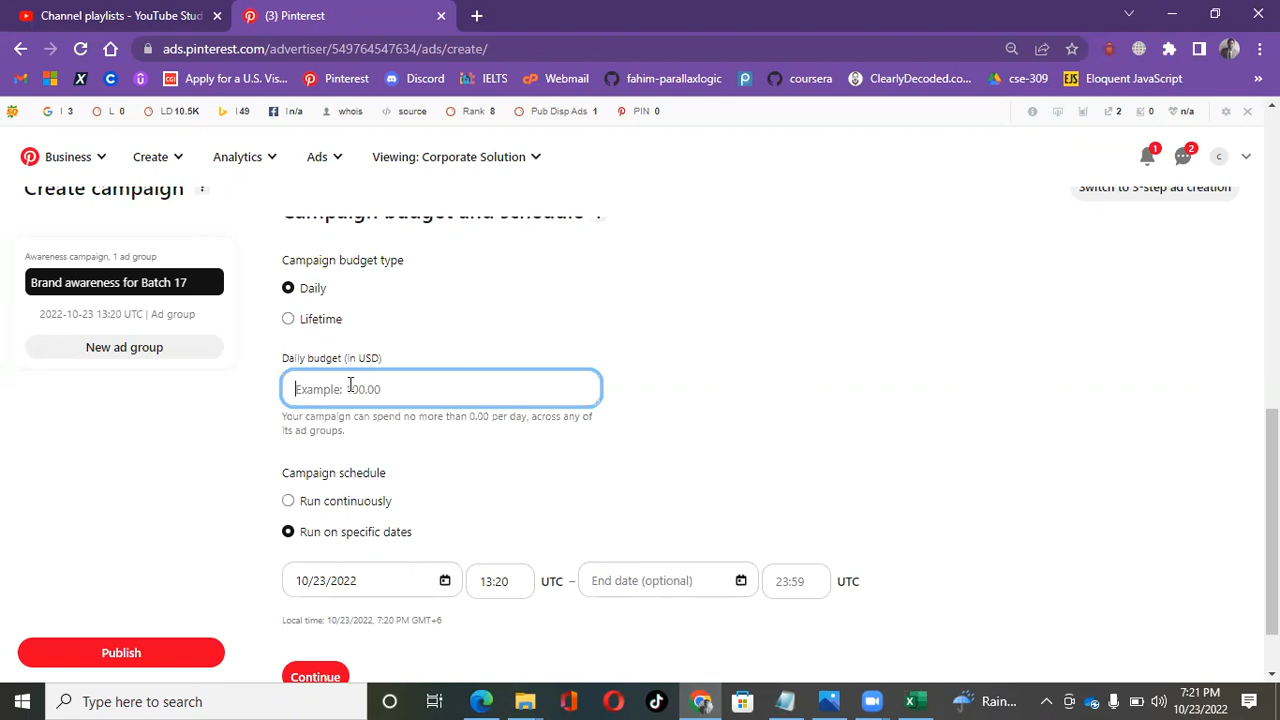 Channel playlists - YouTube Stud
(3) Pinterest
ads.pinterest.com/advertiser/549764547634/ads/create/
Apply for a U.S. Vis...
Pinterest
Discord
IELTS
Webmail
fahim-parallaxlogic
coursera
ClearlyDecoded.co...
cse-309
Eloquent JavaScript
»
I 3
L 0
LD 10.5K
I 49
I n/a
whois
source
Rank 8
Pub Disp Ads 1
PIN 0
2
0
n/a
Business
Create
Analytics
Ads
Viewing: Corporate Solution
1
2
C
Create campaign
Switch to 3-step ad creation
Campaign budget and schedule
Awareness campaign, 1 ad group
Brand awareness for Batch 17
2022-10-23 13:20 UTC | Ad group
New ad group
Campaign budget type
Daily
Lifetime
Daily budget (in USD)
Example: 100.00
Your campaign can spend no more than 0.00 per day, across any of
its ad groups.
Campaign schedule
Run continuously
Run on specific dates
10/23/2022
13:20
UTC –
End date (optional)
23:59
UTC
Local time: 10/23/2022, 7:20 PM GMT+6
Publish
Continue
Type here to search
Rain...
7:21 PM
10/23/2022